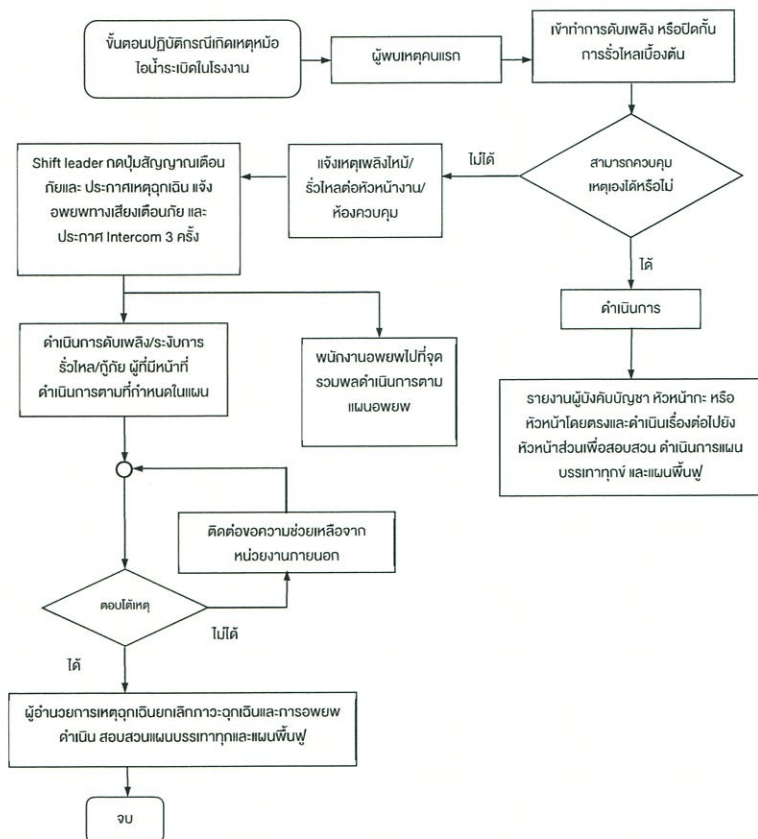 ขั้นตอนปฏิบัติกรณีเกิดเหตุหม้อ
ไอน้ำระเบิดในโรงงาน
ผู้พบเหตุคนแรก
เข้าทำการดับเพลิง หรือปิดกั้น
การรั่วไหลเบื้องต้น
สามารถควบคุม
เหตุเองได้หรือไม่
ไม่ได้
แจ้งเหตุเพลิงไหม้/
รั่วไหลต่อหัวหน้างาน/
ห้องควบคุม
Shift leader กดปุ่มสัญญาณเตือน
ภัยและ ประกาศเหตุฉุกเฉิน แจ้ง
อพยพทางเสียงเตือนภัย และ
ประกาศ Intercom 3 ครั้ง
ได้
ดำเนินการ
รายงานผู้บังคับบัญชา หัวหน้ากะ หรือ
หัวหน้าโดยตรงและดำเนินเรื่องต่อไปยัง
หัวหน้าส่วนเพื่อสอบสวน ดำเนินการแผน
บรรเทาทุกข์ และแผนฟื้นฟู
ดำเนินการดับเพลิง/ระงับการ
รั่วไหล/กู้ภัย ผู้ที่มีหน้าที่
ดำเนินการตามที่กำหนดในแผน
พนักงานอพยพไปที่จุด
รวมพลดำเนินการตาม
แผนอพยพ
ติดต่อขอความช่วยเหลือจาก
หน่วยงานภายนอก
ตอบโต้เหตุ
ไม่ได้
ได้
ผู้อำนวยการเหตุฉุกเฉินยกเลิกภาวะฉุกเฉินและการอพยพ
ดำเนิน สอบสวนแผนบรรเทาทุกและแผนฟื้นฟู
จบ